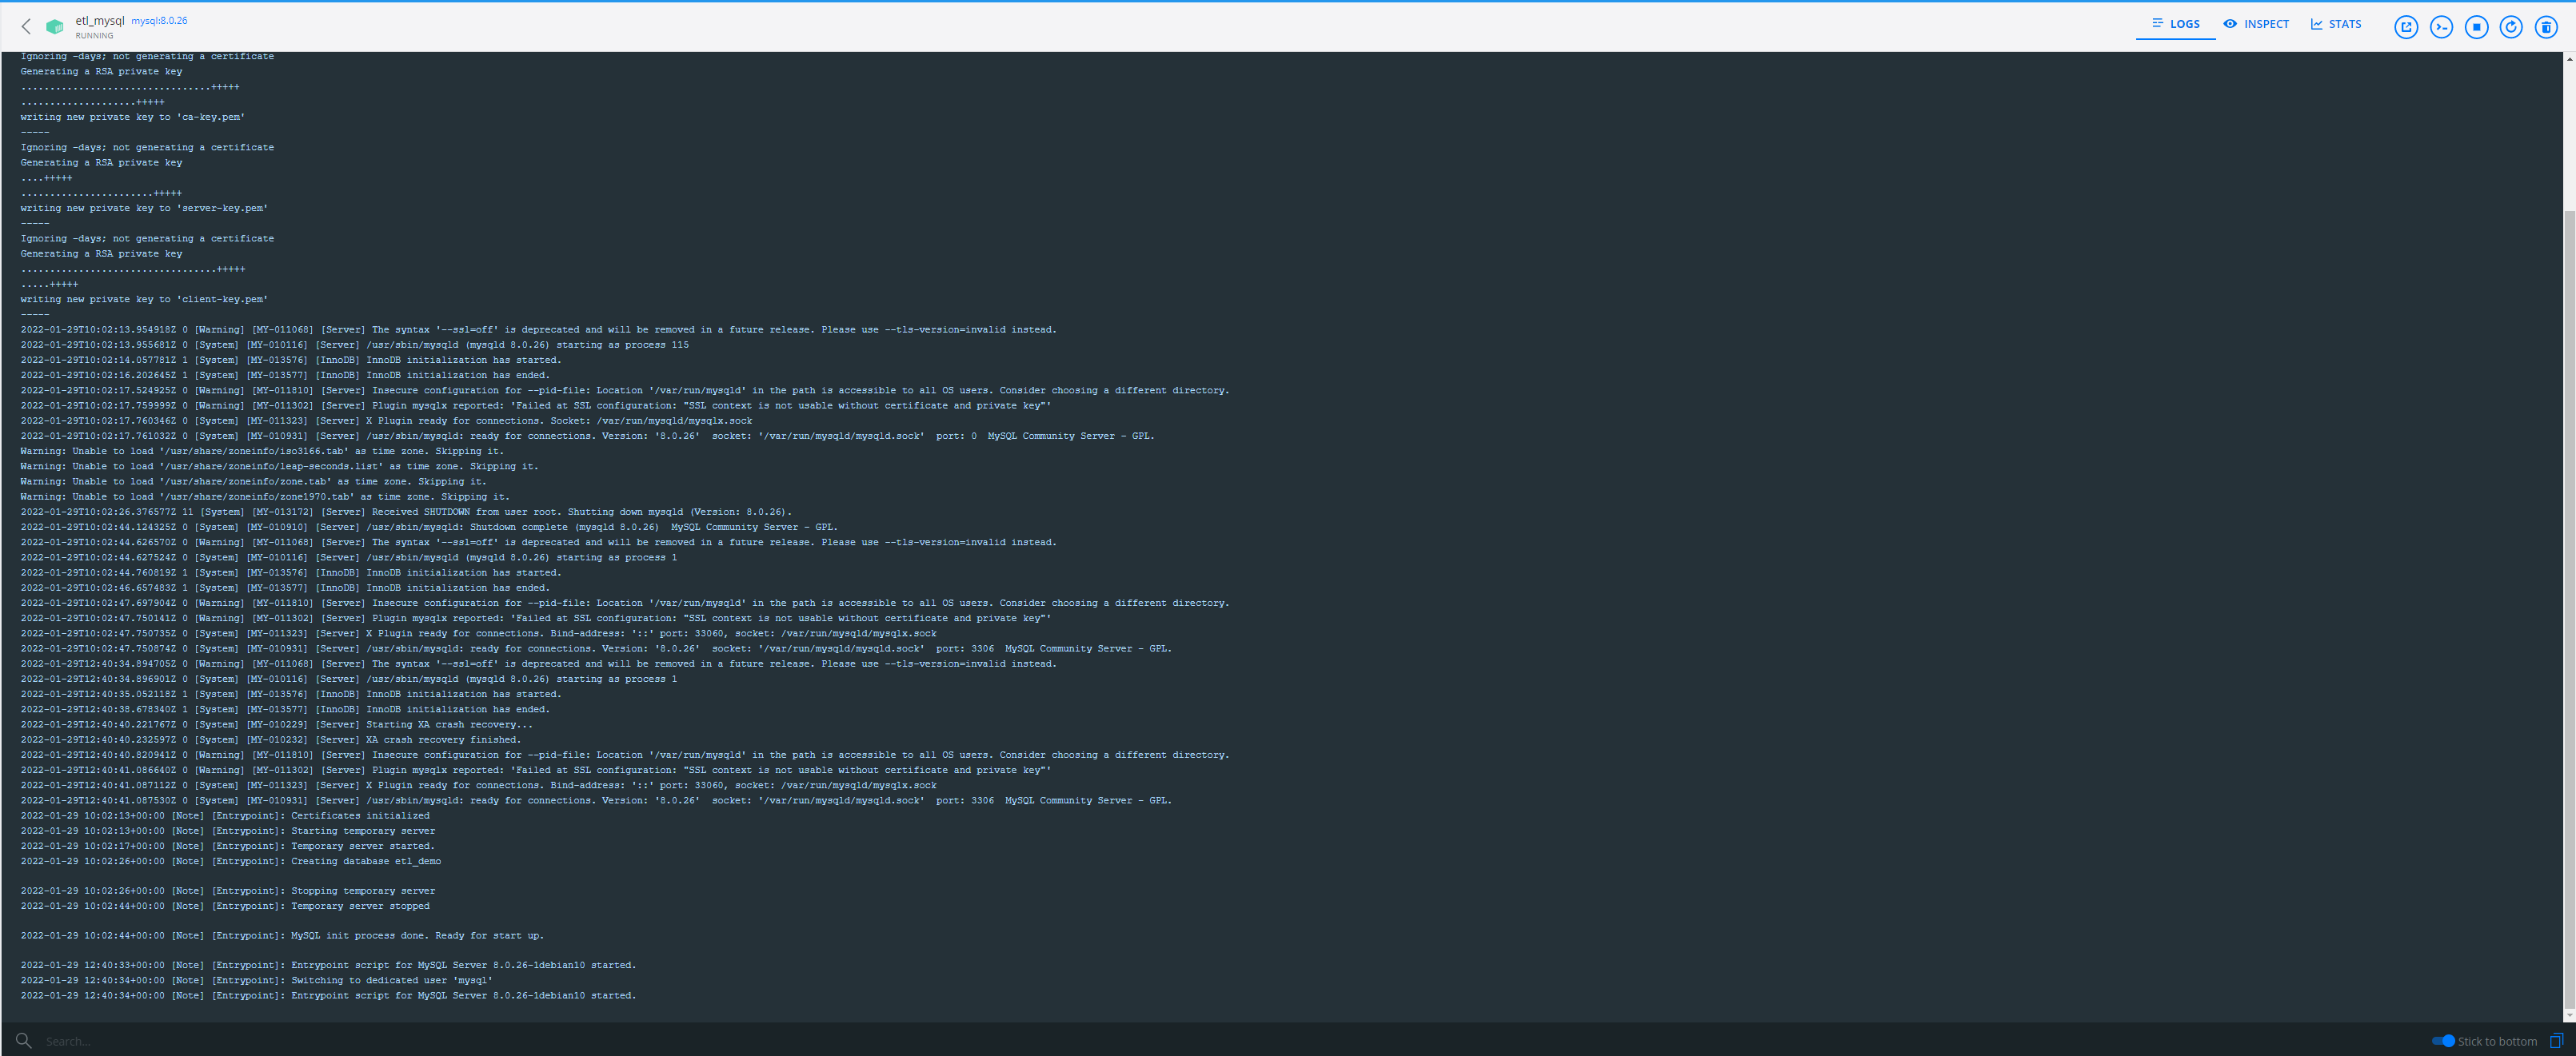 etl_mysql mysql:8.0.26
RUNNING
LOGS INSPECT STATS
Ignoring -days; not generating a certificate
Generating a RSA private key
.................................+++++
....................+++++
writing new private key to 'ca-key.pem'
-----
Ignoring -days; not generating a certificate
Generating a RSA private key
....+++++
.......................+++++
writing new private key to 'server-key.pem'
-----
Ignoring -days; not generating a certificate
Generating a RSA private key
..................................+++++
.....+++++
writing new private key to 'client-key.pem'
-----
2022-01-29T10:02:13.954918Z 0 [Warning] [MY-011068] [Server] The syntax '--ssl=off' is deprecated and will be removed in a future release. Please use --tls-version=invalid instead.
2022-01-29T10:02:13.955681Z 0 [System] [MY-010116] [Server] /usr/sbin/mysqld (mysqld 8.0.26) starting as process 115
2022-01-29T10:02:14.057781Z 1 [System] [MY-013576] [InnoDB] InnoDB initialization has started.
2022-01-29T10:02:16.202645Z 1 [System] [MY-013577] [InnoDB] InnoDB initialization has ended.
2022-01-29T10:02:17.524925Z 0 [Warning] [MY-011810] [Server] Insecure configuration for --pid-file: Location '/var/run/mysqld' in the path is accessible to all OS users. Consider choosing a different directory.
2022-01-29T10:02:17.759999Z 0 [Warning] [MY-011302] [Server] Plugin mysqlx reported: 'Failed at SSL configuration: "SSL context is not usable without certificate and private key"'
2022-01-29T10:02:17.760346Z 0 [System] [MY-011323] [Server] X Plugin ready for connections. Socket: /var/run/mysqld/mysqlx.sock
2022-01-29T10:02:17.761032Z 0 [System] [MY-010931] [Server] /usr/sbin/mysqld: ready for connections. Version: '8.0.26'  socket: '/var/run/mysqld/mysqld.sock'  port: 0  MySQL Community Server - GPL.
Warning: Unable to load '/usr/share/zoneinfo/iso3166.tab' as time zone. Skipping it.
Warning: Unable to load '/usr/share/zoneinfo/leap-seconds.list' as time zone. Skipping it.
Warning: Unable to load '/usr/share/zoneinfo/zone.tab' as time zone. Skipping it.
Warning: Unable to load '/usr/share/zoneinfo/zone1970.tab' as time zone. Skipping it.
2022-01-29T10:02:26.376577Z 11 [System] [MY-013172] [Server] Received SHUTDOWN from user root. Shutting down mysqld (Version: 8.0.26).
2022-01-29T10:02:44.124325Z 0 [System] [MY-010910] [Server] /usr/sbin/mysqld: Shutdown complete (mysqld 8.0.26)  MySQL Community Server - GPL.
2022-01-29T10:02:44.626570Z 0 [Warning] [MY-011068] [Server] The syntax '--ssl=off' is deprecated and will be removed in a future release. Please use --tls-version=invalid instead.
2022-01-29T10:02:44.627524Z 0 [System] [MY-010116] [Server] /usr/sbin/mysqld (mysqld 8.0.26) starting as process 1
2022-01-29T10:02:44.760819Z 1 [System] [MY-013576] [InnoDB] InnoDB initialization has started.
2022-01-29T10:02:46.657483Z 1 [System] [MY-013577] [InnoDB] InnoDB initialization has ended.
2022-01-29T10:02:47.697904Z 0 [Warning] [MY-011810] [Server] Insecure configuration for --pid-file: Location '/var/run/mysqld' in the path is accessible to all OS users. Consider choosing a different directory.
2022-01-29T10:02:47.750141Z 0 [Warning] [MY-011302] [Server] Plugin mysqlx reported: 'Failed at SSL configuration: "SSL context is not usable without certificate and private key"'
2022-01-29T10:02:47.750735Z 0 [System] [MY-011323] [Server] X Plugin ready for connections. Bind-address: '::' port: 33060, socket: /var/run/mysqld/mysqlx.sock
2022-01-29T10:02:47.750874Z 0 [System] [MY-010931] [Server] /usr/sbin/mysqld: ready for connections. Version: '8.0.26'  socket: '/var/run/mysqld/mysqld.sock'  port: 3306  MySQL Community Server - GPL.
2022-01-29T12:40:34.894705Z 0 [Warning] [MY-011068] [Server] The syntax '--ssl=off' is deprecated and will be removed in a future release. Please use --tls-version=invalid instead.
2022-01-29T12:40:34.896901Z 0 [System] [MY-010116] [Server] /usr/sbin/mysqld (mysqld 8.0.26) starting as process 1
2022-01-29T12:40:35.052118Z 1 [System] [MY-013576] [InnoDB] InnoDB initialization has started.
2022-01-29T12:40:38.678340Z 1 [System] [MY-013577] [InnoDB] InnoDB initialization has ended.
2022-01-29T12:40:40.221767Z 0 [System] [MY-010229] [Server] Starting XA crash recovery...
2022-01-29T12:40:40.232597Z 0 [System] [MY-010232] [Server] XA crash recovery finished.
2022-01-29T12:40:40.820941Z 0 [Warning] [MY-011810] [Server] Insecure configuration for --pid-file: Location '/var/run/mysqld' in the path is accessible to all OS users. Consider choosing a different directory.
2022-01-29T12:40:41.086640Z 0 [Warning] [MY-011302] [Server] Plugin mysqlx reported: 'Failed at SSL configuration: "SSL context is not usable without certificate and private key"'
2022-01-29T12:40:41.087112Z 0 [System] [MY-011323] [Server] X Plugin ready for connections. Bind-address: '::' port: 33060, socket: /var/run/mysqld/mysqlx.sock
2022-01-29T12:40:41.087530Z 0 [System] [MY-010931] [Server] /usr/sbin/mysqld: ready for connections. Version: '8.0.26'  socket: '/var/run/mysqld/mysqld.sock'  port: 3306  MySQL Community Server - GPL.
2022-01-29 10:02:13+00:00 [Note] [Entrypoint]: Certificates initialized
2022-01-29 10:02:13+00:00 [Note] [Entrypoint]: Starting temporary server
2022-01-29 10:02:17+00:00 [Note] [Entrypoint]: Temporary server started.
2022-01-29 10:02:26+00:00 [Note] [Entrypoint]: Creating database etl_demo
2022-01-29 10:02:26+00:00 [Note] [Entrypoint]: Stopping temporary server
2022-01-29 10:02:44+00:00 [Note] [Entrypoint]: Temporary server stopped
2022-01-29 10:02:44+00:00 [Note] [Entrypoint]: MySQL init process done. Ready for start up.
2022-01-29 12:40:33+00:00 [Note] [Entrypoint]: Entrypoint script for MySQL Server 8.0.26-1debian10 started.
2022-01-29 12:40:34+00:00 [Note] [Entrypoint]: Switching to dedicated user 'mysql'
2022-01-29 12:40:34+00:00 [Note] [Entrypoint]: Entrypoint script for MySQL Server 8.0.26-1debian10 started.
Search...
Stick to bottom